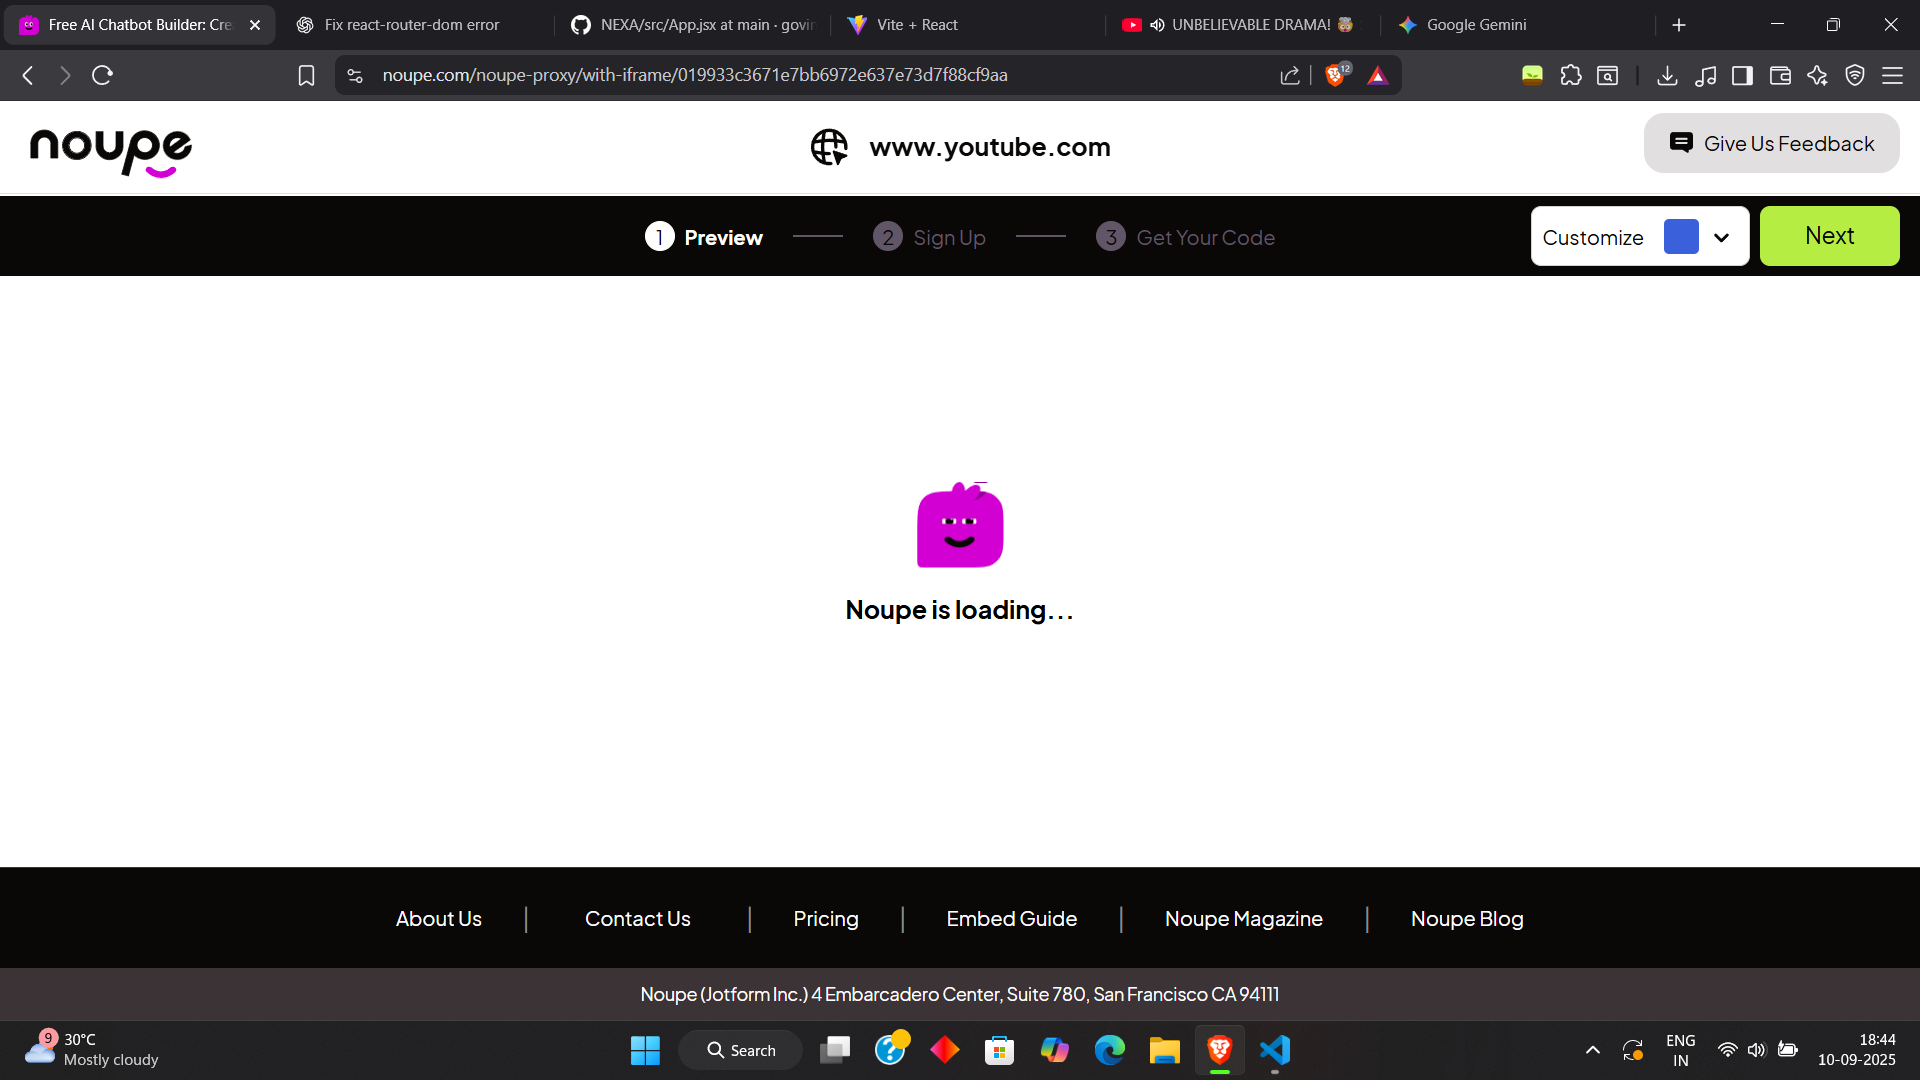 Free AI Chatbot Builder: Cre
Fix react-router-dom error
NEXA/src/App.jsx at main · govin
Vite + React
UNBELIEVABLE DRAMA!
Google Gemini
noupe.com/noupe-proxy/with-iframe/019933c3671e7bb6972e637e73d7f88cf9aa
12
noupe
www.youtube.com
Give Us Feedback
1 Preview
2 Sign Up
3 Get Your Code
Customize
Next
Noupe is loading...
About Us | Contact Us | Pricing | Embed Guide | Noupe Magazine | Noupe Blog
Noupe (Jotform Inc.) 4 Embarcadero Center, Suite 780, San Francisco CA 94111
9
30°C
Mostly cloudy
Search
ENG
IN
18:44
10-09-2025